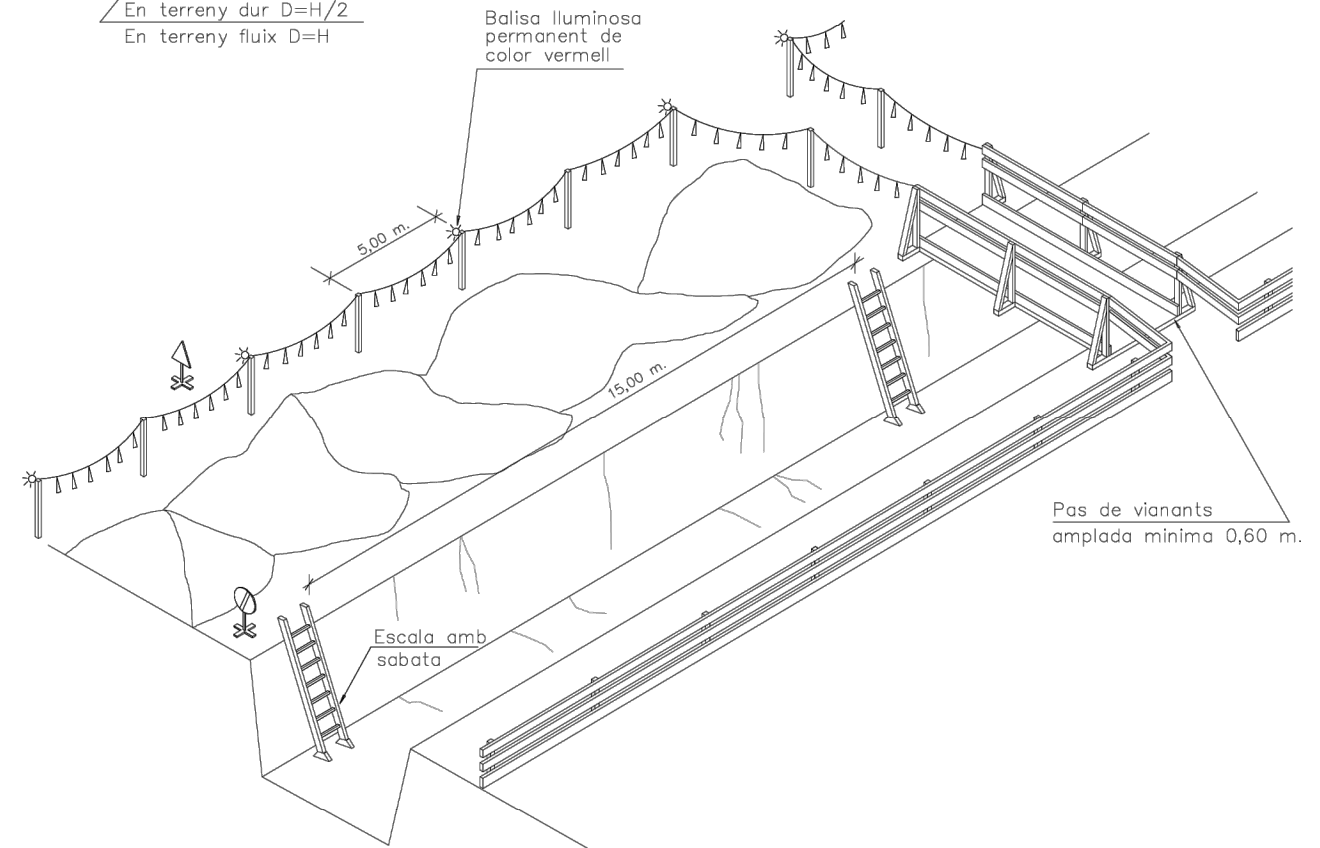 En terreny dur D=H/2
En terreny fluix D=H
Balisa lluminosa
permanent de
color vermell
5,00 m.
15,00 m.
Pas de vianants
amplada minima 0,60 m.
Escala amb
sabata